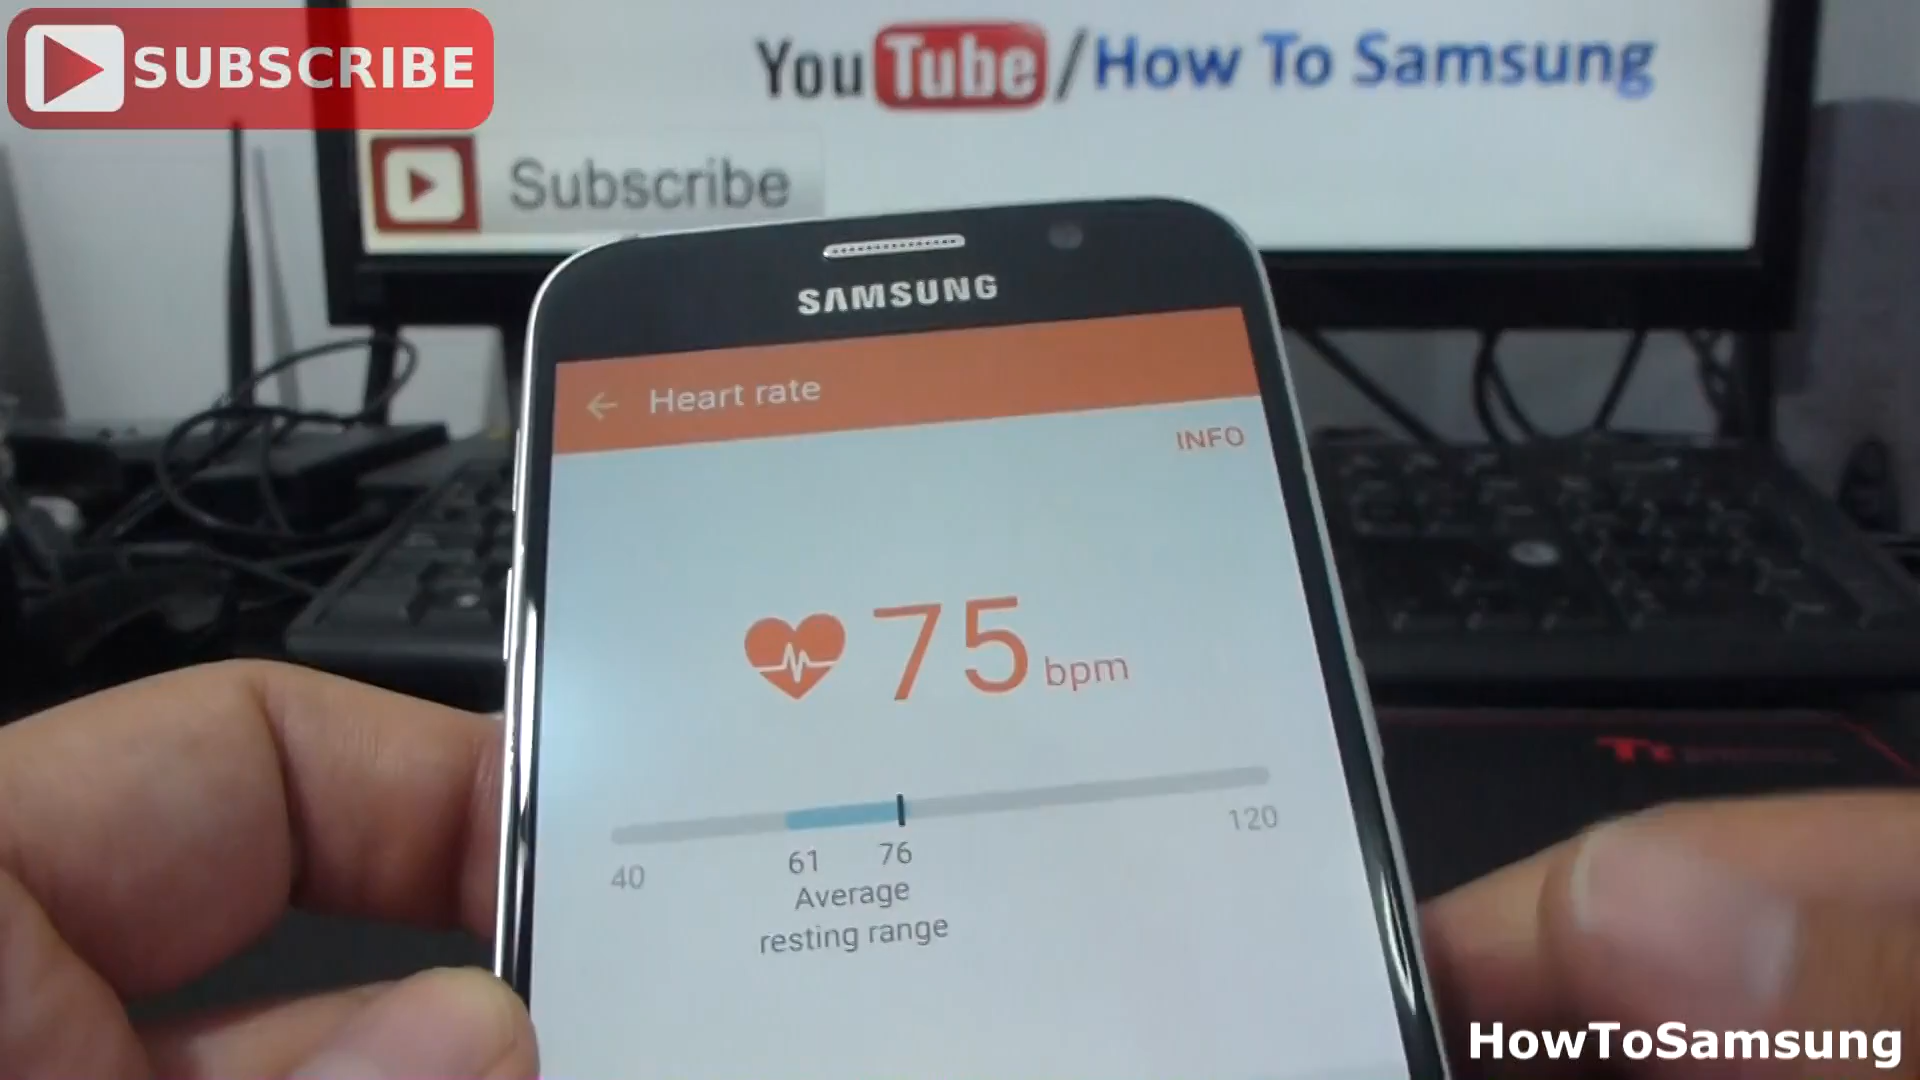 SUBSCRIBE
YouTube/How To Samsung
Subscribe
SAMSUNG
Heart rate
INFO
75 bpm
40
61
76
120
Average
resting range
HowToSamsung